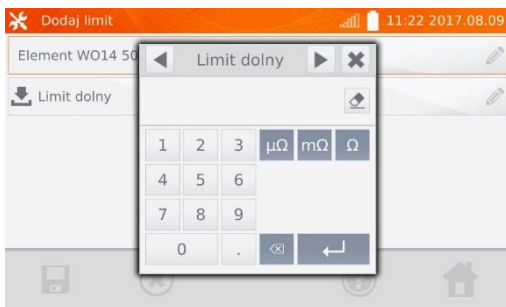 Dodaj limit 11:22 2017.08.09
Element WO14 50
Limit dolny
Limit dolny
1 2 3 µΩ mΩ Ω
4 5 6
7 8 9
0 .